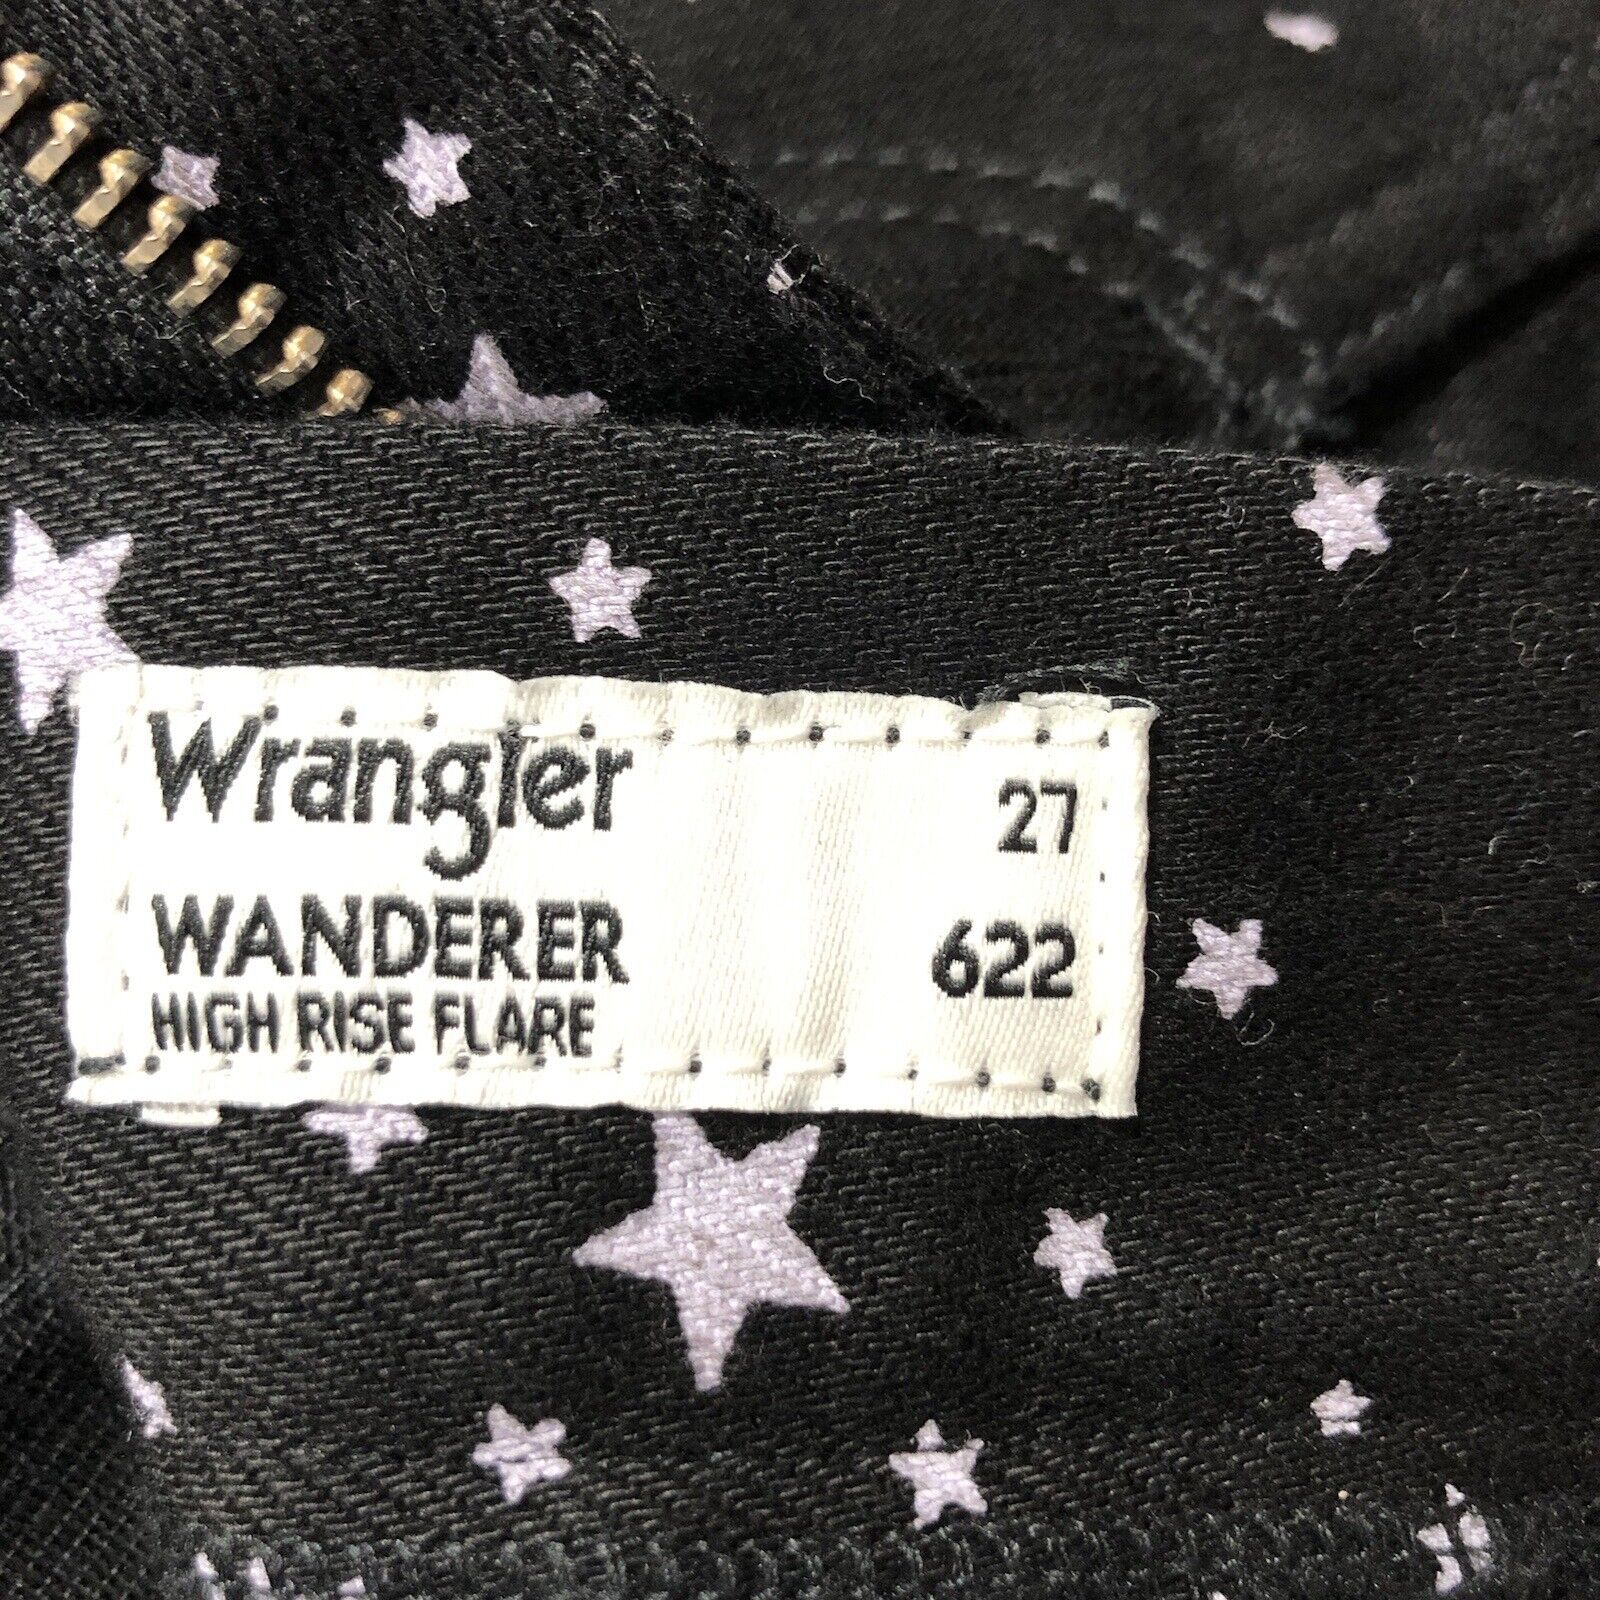 Wrangler 27
WANDERER 622
HIGH RISE FLARE